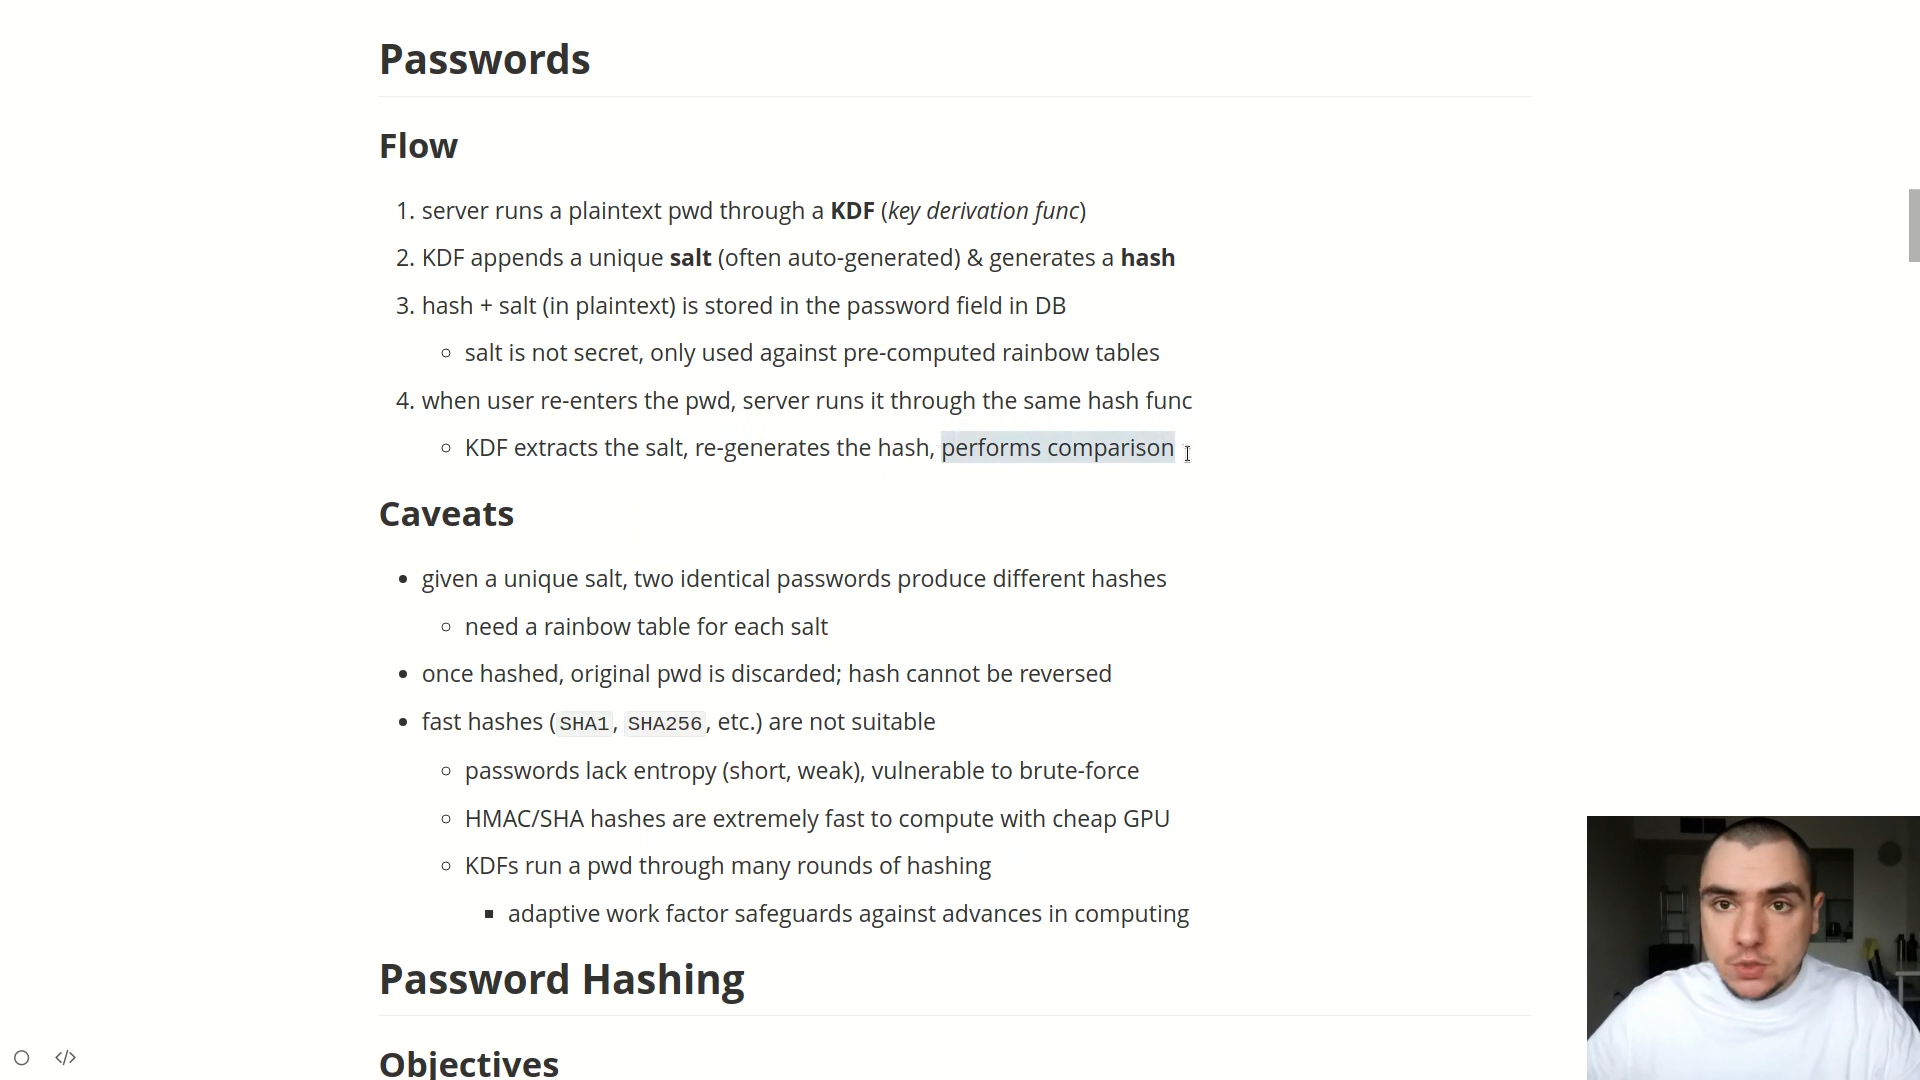 Passwords
Flow
1. server runs a plaintext pwd through a KDF (key derivation func)
2. KDF appends a unique salt (often auto-generated) & generates a hash
3. hash + salt (in plaintext) is stored in the password field in DB
salt is not secret, only used against pre-computed rainbow tables
4. when user re-enters the pwd, server runs it through the same hash func
KDF extracts the salt, re-generates the hash, performs comparison
Caveats
given a unique salt, two identical passwords produce different hashes
need a rainbow table for each salt
once hashed, original pwd is discarded; hash cannot be reversed
fast hashes (SHA1, SHA256, etc.) are not suitable
passwords lack entropy (short, weak), vulnerable to brute-force
HMAC/SHA hashes are extremely fast to compute with cheap GPU
KDFs run a pwd through many rounds of hashing
adaptive work factor safeguards against advances in computing
Password Hashing
Objectives